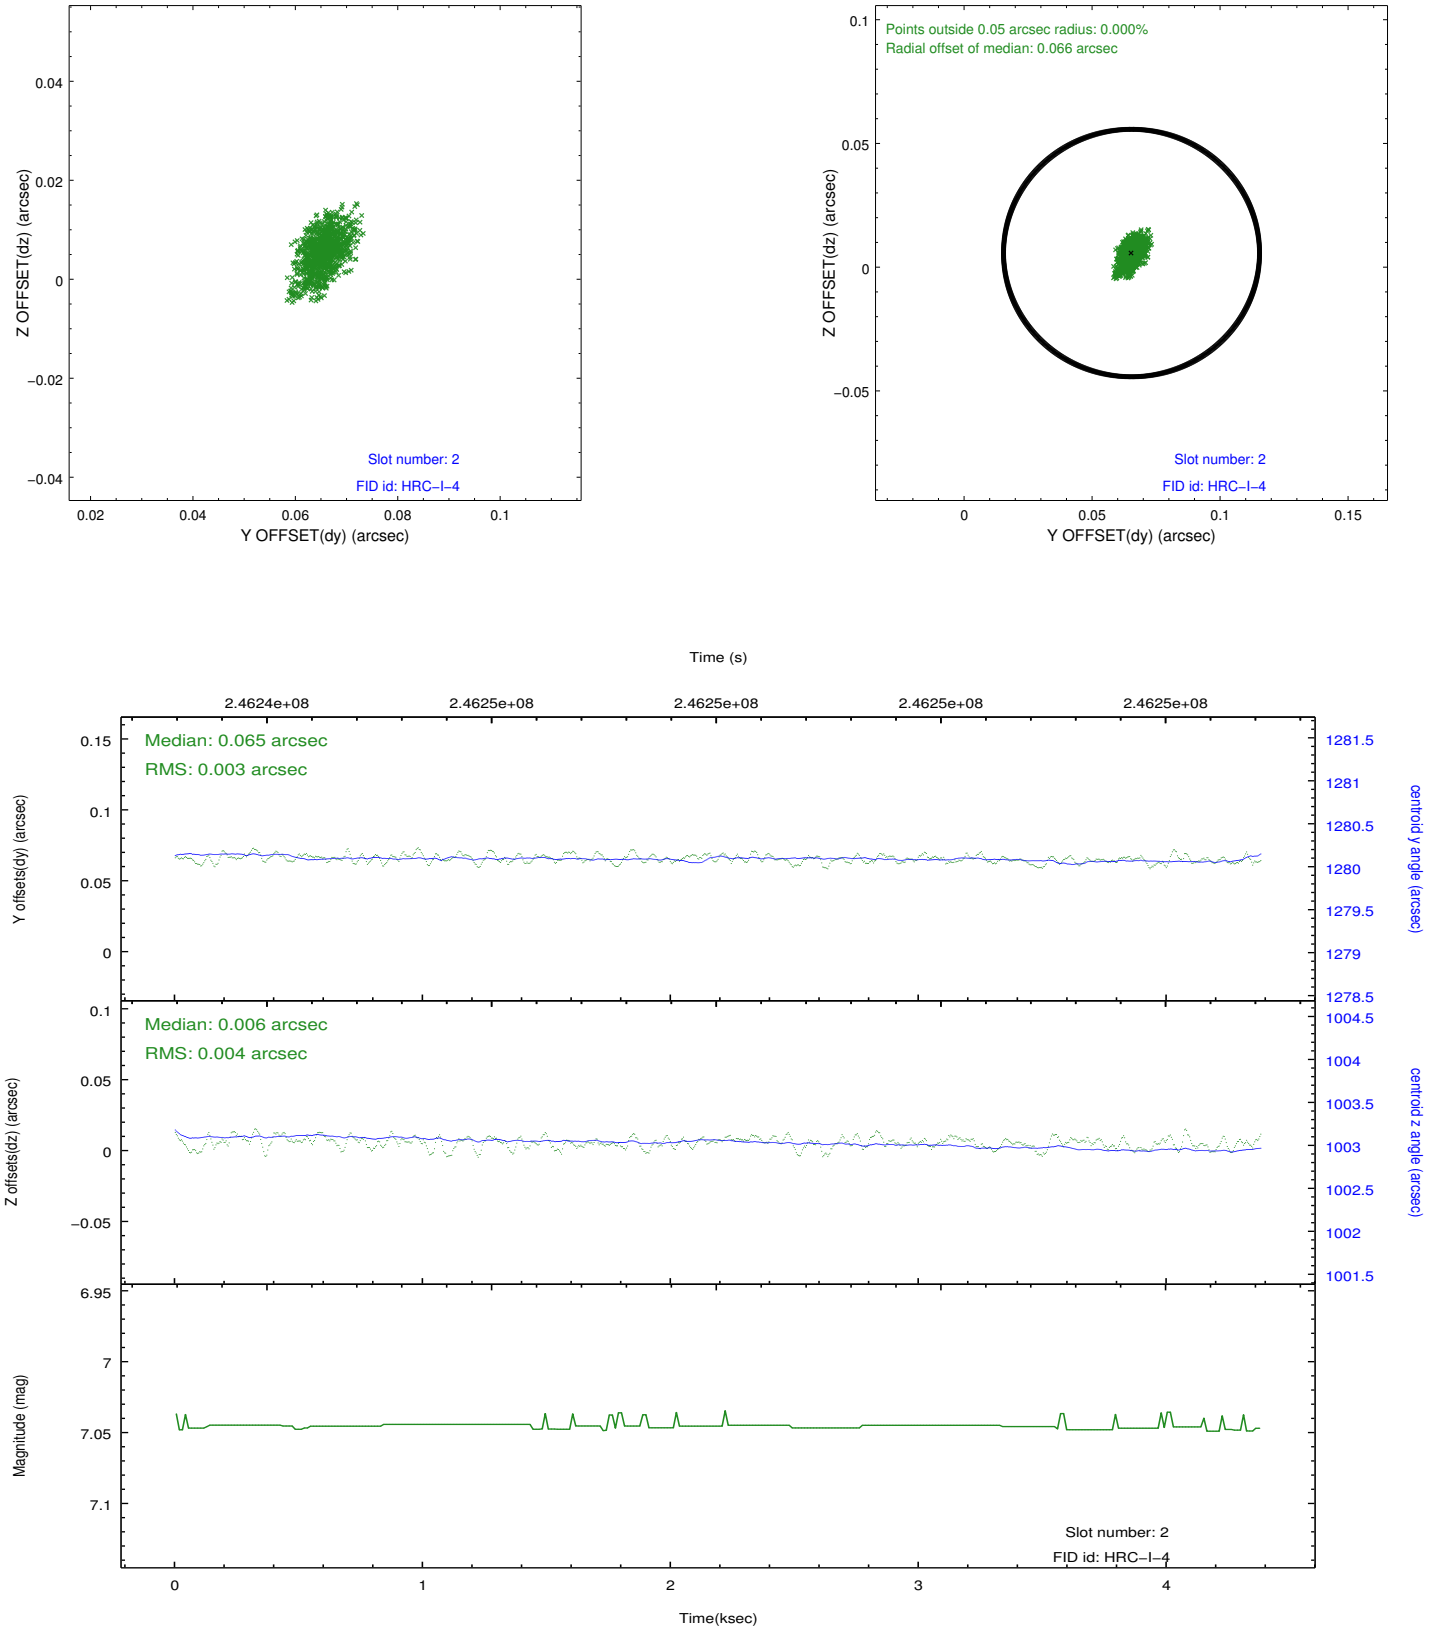 0.04
0.02
0
−0.02
−0.04
Z OFFSET(dz) (arcsec)
Slot number: 2
FID id: HRC−I−4
0.02 0.04 0.06 0.08 0.1
Y OFFSET(dy) (arcsec)
Points outside 0.05 arcsec radius: 0.000%
Radial offset of median: 0.066 arcsec
0.1
0.05
0
−0.05
Z OFFSET(dz) (arcsec)
Slot number: 2
FID id: HRC−I−4
0 0.05 0.1 0.15
Y OFFSET(dy) (arcsec)
Time (s)
2.4624e+08 2.4625e+08 2.4625e+08 2.4625e+08 2.4625e+08
Median: 0.065 arcsec
RMS: 0.003 arcsec
0.15
0.1
0.05
0
Y offsets(dy) (arcsec)
1281.5
1281
1280.5
1280
1279.5
1279
1278.5
centroid y angle (arcsec)
Median: 0.006 arcsec
RMS: 0.004 arcsec
0.1
0.05
0
−0.05
Z offsets(dz) (arcsec)
1004.5
1004
1003.5
1003
1002.5
1002
1001.5
centroid z angle (arcsec)
6.95
7
7.05
7.1
Magnitude (mag)
Slot number: 2
FID id: HRC−I−4
0 1 2 3 4
Time(ksec)